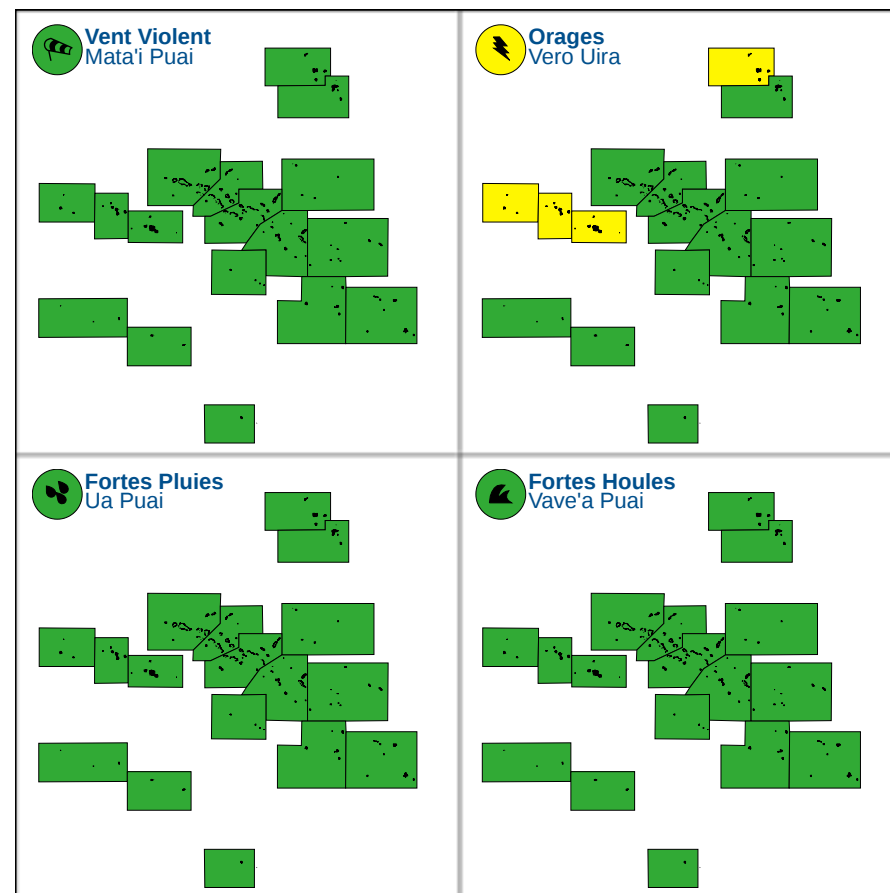 Vent Violent
Mata'i Puai
Orages
Vero Uira
Fortes Pluies
Ua Puai
Fortes Houles
Vave'a Puai